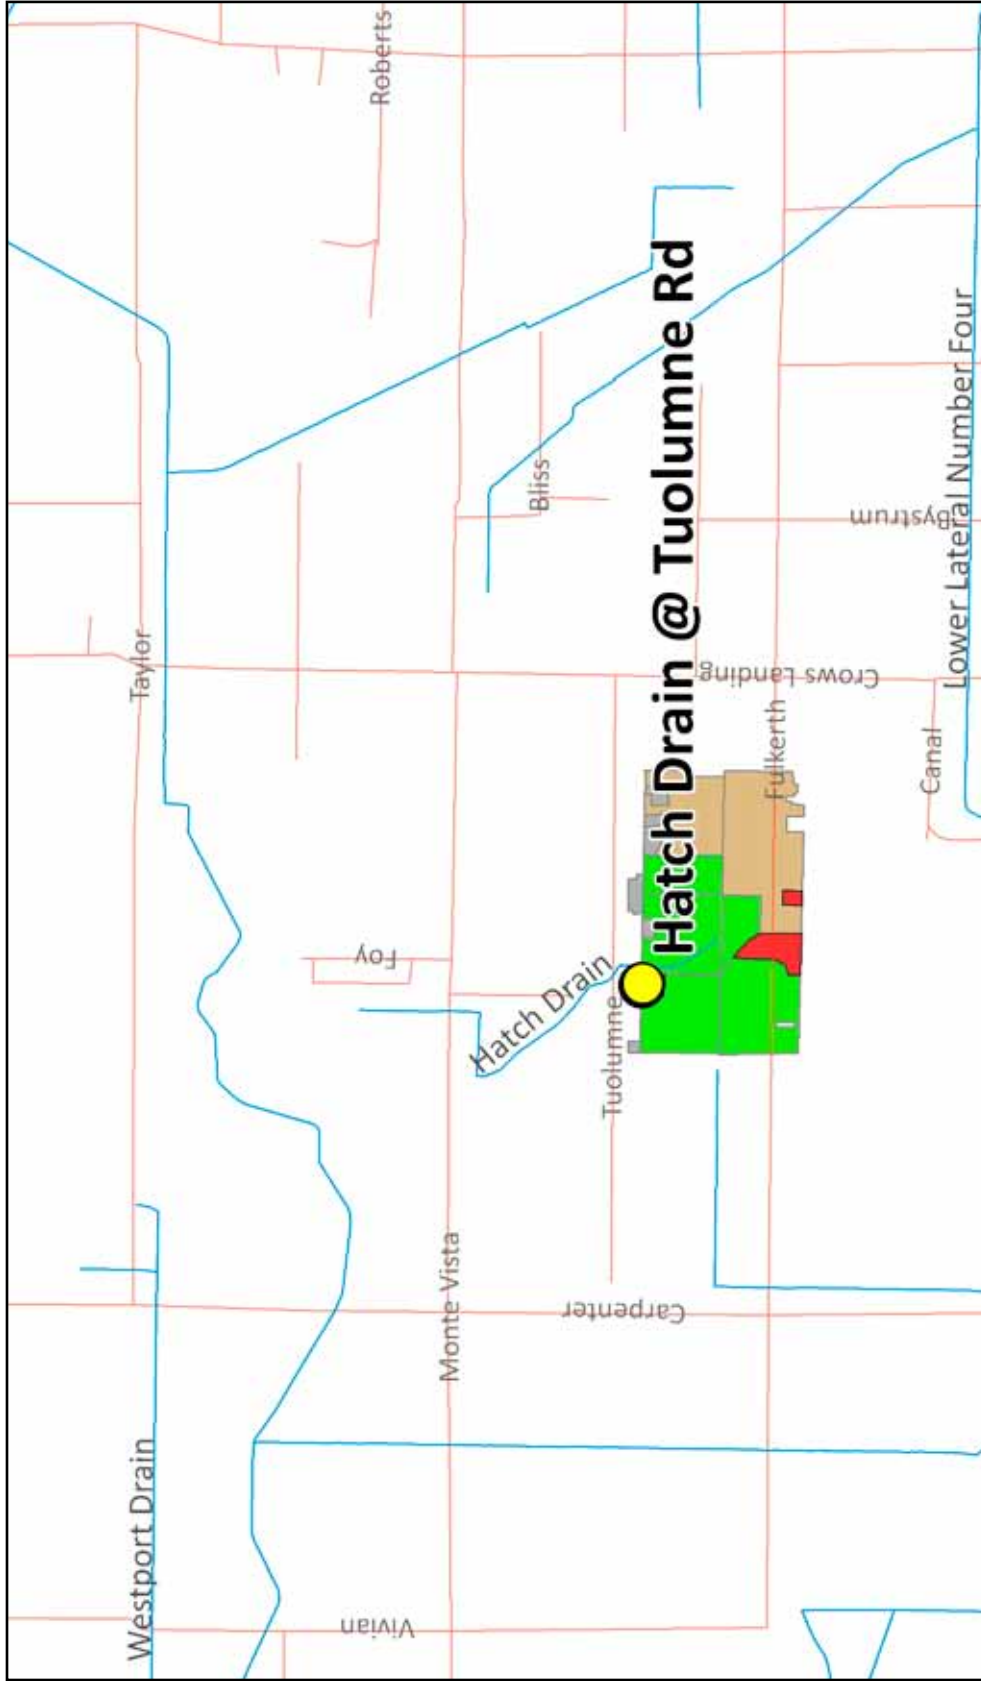 Westport Drain
Taylor
Roberts
Vivian
Foy
Monte Vista
Hatch Drain
Bliss
Carpenter
Tuolumne
Hatch Drain @ Tuolumne Rd
Crows Landing
Fulkerth
Bystrum
Canal
Lower Lateral Number Four